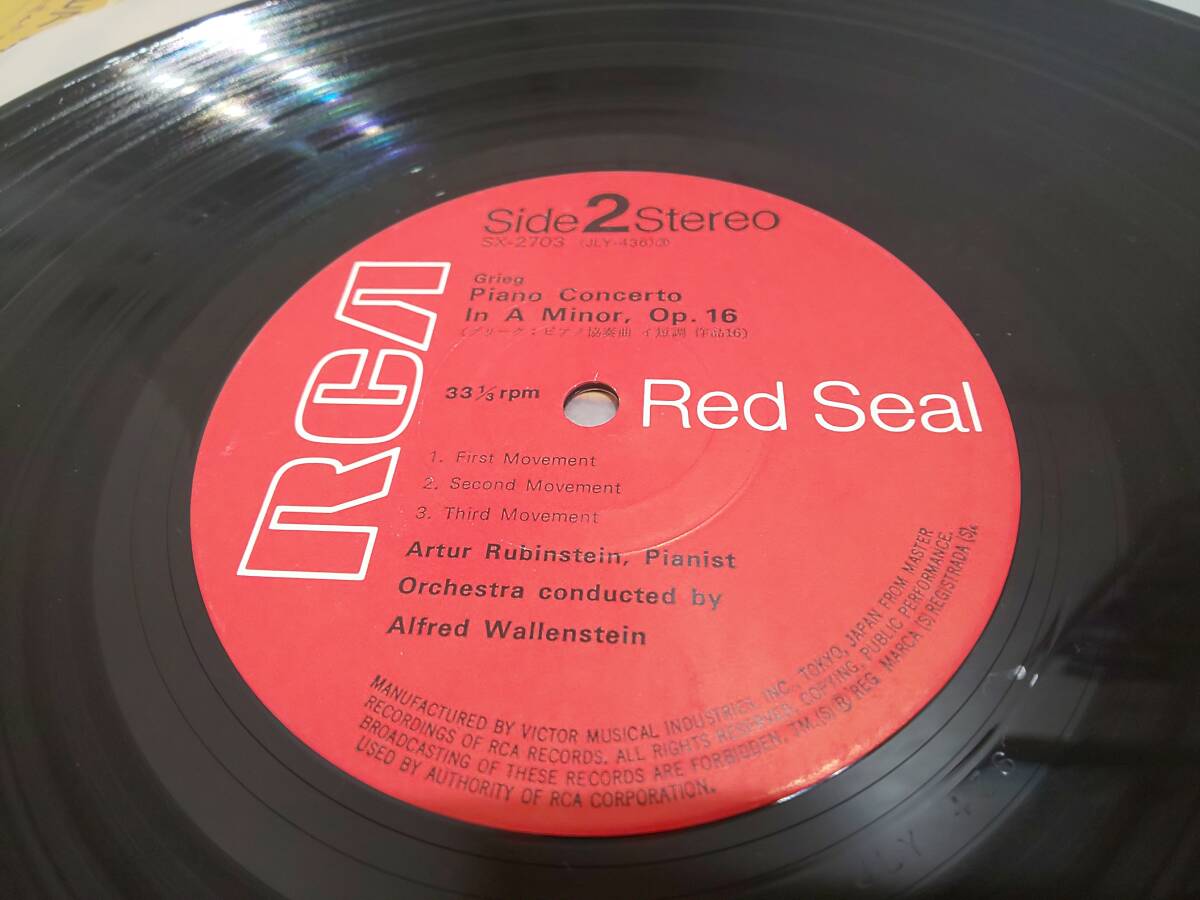 Side 2 Stereo
SX-2703 (JLY-436)
Grieg
Piano Concerto
In A Minor, Op. 16
(グリーグ：ピアノ協奏曲 イ短調 作品16)
RCA
33 1/3 rpm
Red Seal
1. First Movement
2. Second Movement
3. Third Movement
Artur Rubinstein, Pianist
Orchestra conducted by
Alfred Wallenstein
MANUFACTURED BY VICTOR MUSICAL INDUSTRIES, INC., TOKYO, JAPAN FROM MASTER
RECORDINGS OF RCA RECORDS. ALL RIGHTS RESERVED. COPYING, PUBLIC PERFORMANCE,
BROADCASTING OF THESE RECORDS ARE FORBIDDEN. TM.(S) ® REG. MARCA (S) REGISTRADA (S).
USED BY AUTHORITY OF RCA CORPORATION.
JLY